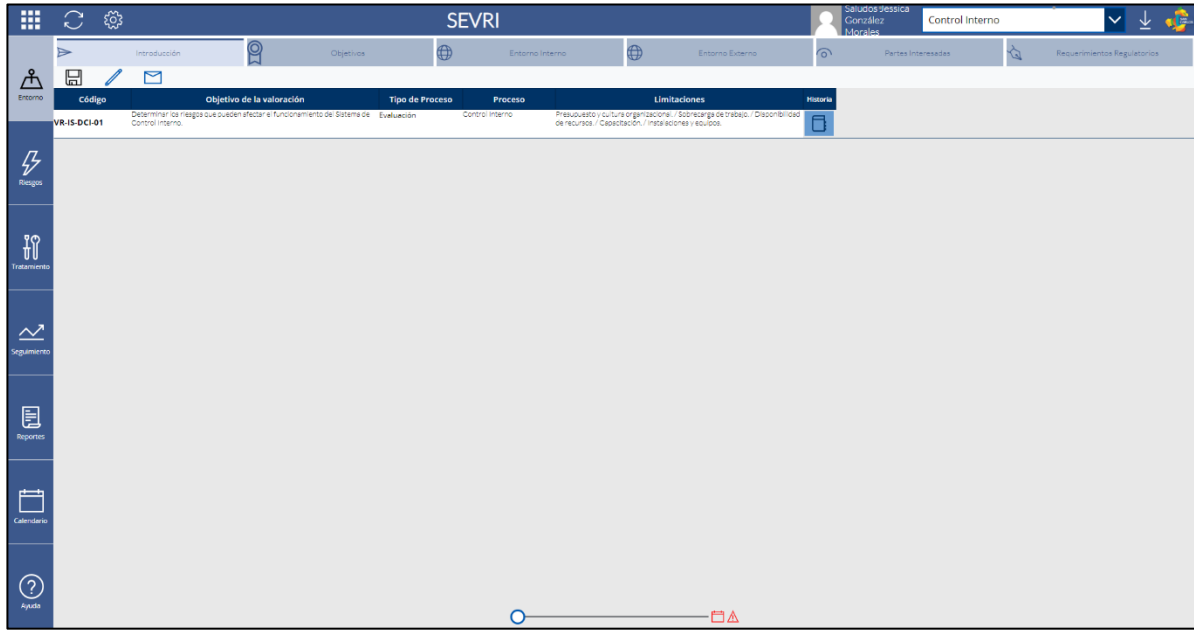 SEVRI
Saludos Jessica
González
Morales
Control Interno
Introducción
Objetivos
Entorno Interno
Entorno Externo
Partes Interesadas
Requerimientos Regulatorios
Entorno
Riesgos
Tratamiento
Seguimiento
Reportes
Calendario
Ayuda
Código Objetivo de la valoración Tipo de Proceso Proceso Limitaciones Historia
VR-IS-DCI-01
Determinar los riesgos que pueden afectar el funcionamiento del Sistema de
Control Interno.
Evaluación
Control Interno
Presupuesto y cultura organizacional. / Sobrecarga de trabajo. / Disponibilidad
de recursos. / Capacitación. / Instalaciones y equipos.